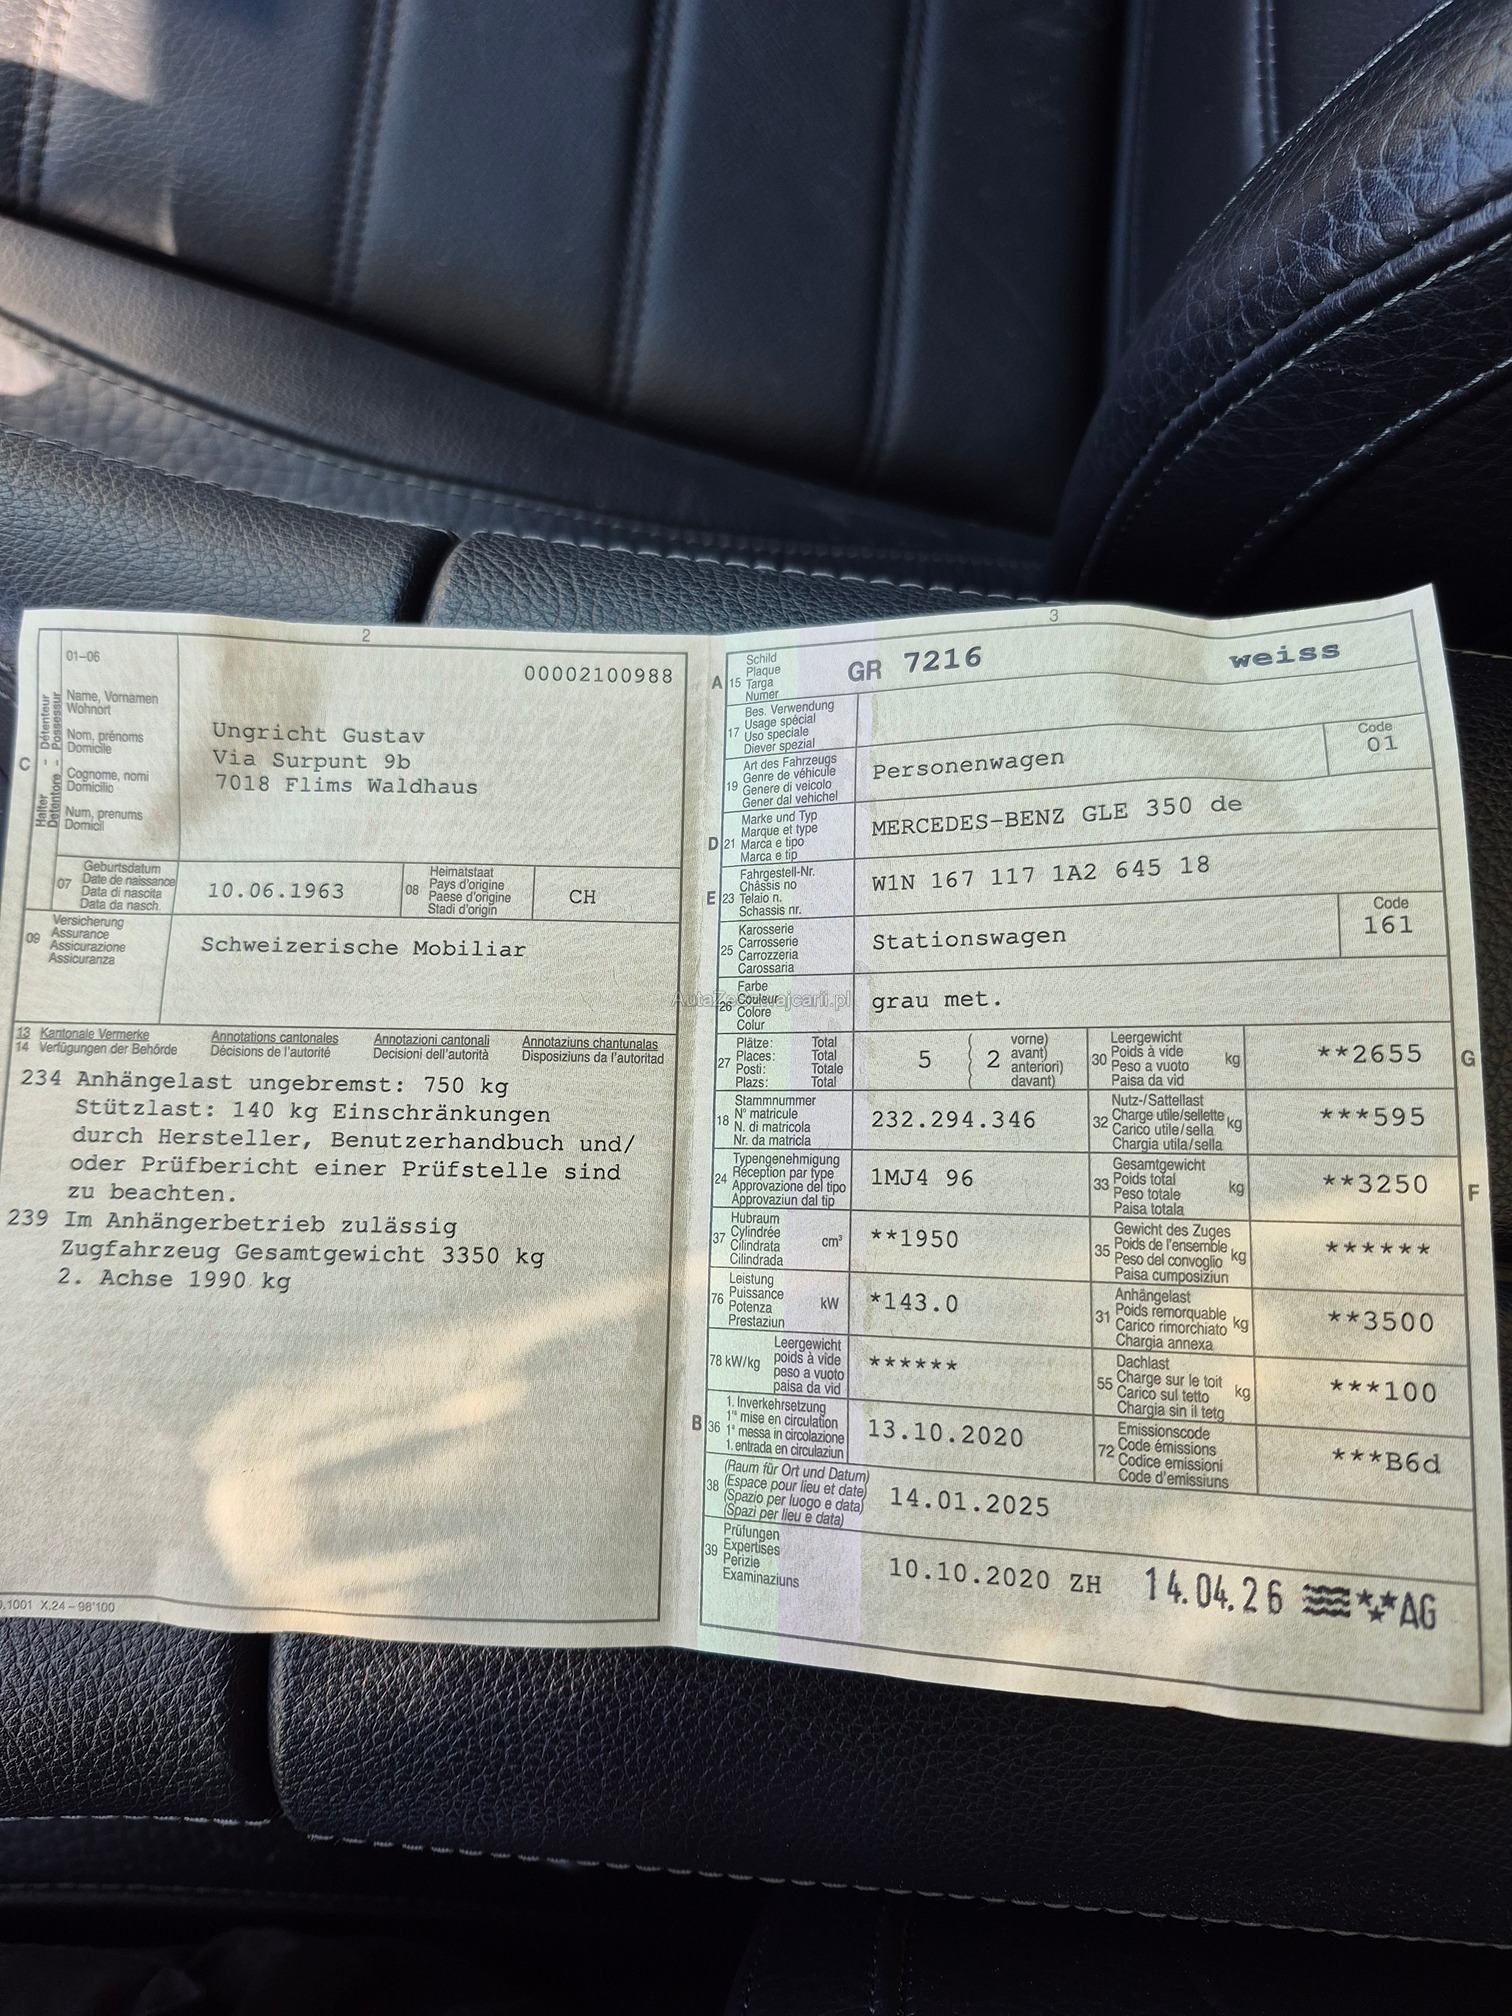 2
01-06
00002100988
C
Halter - Détenteur
Detentore - Possessur
Name, Vornamen
Wohnort
Nom, prénoms
Domicile
Cognome, nomi
Domicilio
Num, prenums
Domicil
Ungricht Gustav
Via Surpunt 9b
7018 Flims Waldhaus
07
Geburtsdatum
Date de naissance
Data di nascita
Data da nasch.
10.06.1963
08
Heimatstaat
Pays d'origine
Paese d'origine
Stadi d'origin
CH
09
Versicherung
Assurance
Assicurazione
Assicuranza
Schweizerische Mobiliar
13 Kantonale Vermerke
14 Verfügungen der Behörde
Annotations cantonales
Décisions de l'autorité
Annotazioni cantonali
Decisioni dell'autorità
Annotaziuns chantunalas
Disposiziuns da l'autoritad
234 Anhängelast ungebremst: 750 kg
Stützlast: 140 kg Einschränkungen
durch Hersteller, Benutzerhandbuch und/
oder Prüfbericht einer Prüfstelle sind
zu beachten.
239 Im Anhängerbetrieb zulässig
Zugfahrzeug Gesamtgewicht 3350 kg
2. Achse 1990 kg
.1001 X.24-98'100
3
A
15
Schild
Plaque
Targa
Numer
GR 7216
weiss
17
Bes. Verwendung
Usage spécial
Uso speciale
Diever spezial
19
Art des Fahrzeugs
Genre de véhicule
Genere di veicolo
Gener dal vehichel
Personenwagen
Code
01
D
21
Marke und Typ
Marque et type
Marca e tipo
Marca e tip
MERCEDES-BENZ GLE 350 de
E
23
Fahrgestell-Nr.
Châssis no
Telaio n.
Schassis nr.
W1N 167 117 1A2 645 18
25
Karosserie
Carrosserie
Carrozzeria
Carossaria
Stationswagen
Code
161
26
Farbe
Couleur
Colore
Colur
grau met.
27
Plätze: Total
Places: Total
Posti: Totale
Plazs: Total
5
2
vorne)
avant)
anteriori)
davant)
30
Leergewicht
Poids à vide
Peso a vuoto
Paisa da vid
kg
**2655
G
18
Stammnummer
N° matricule
N. di matricola
Nr. da matricla
232.294.346
32
Nutz-/Sattellast
Charge utile/sellette
Carico utile/sella
Chargia utila/sella
kg
***595
24
Typengenehmigung
Réception par type
Approvazione del tipo
Approvaziun dal tip
1MJ4 96
33
Gesamtgewicht
Poids total
Peso totale
Paisa totala
kg
**3250
F
37
Hubraum
Cylindrée
Cilindrata
Cilindrada
cm³
**1950
35
Gewicht des Zuges
Poids de l'ensemble
Peso del convoglio
Paisa cumposiziun
kg
******
76
Leistung
Puissance
Potenza
Prestaziun
kW
*143.0
31
Anhängelast
Poids remorquable
Carico rimorchiato
Chargia annexa
kg
**3500
78 kW/kg
Leergewicht
poids à vide
peso a vuoto
paisa da vid
******
55
Dachlast
Charge sur le toit
Carico sul tetto
Chargia sin il tetg
kg
***100
B
36
1. Inverkehrsetzung
1re mise en circulation
1a messa in circolazione
1. entrada en circulaziun
13.10.2020
72
Emissionscode
Code émissions
Codice emissioni
Code d'emissiuns
***B6d
38
(Raum für Ort und Datum)
(Espace pour lieu et date)
(Spazio per luogo e data)
(Spazi per lieu e data)
14.01.2025
39
Prüfungen
Expertises
Perizie
Examinaziuns
10.10.2020 ZH
14.04.26 AG